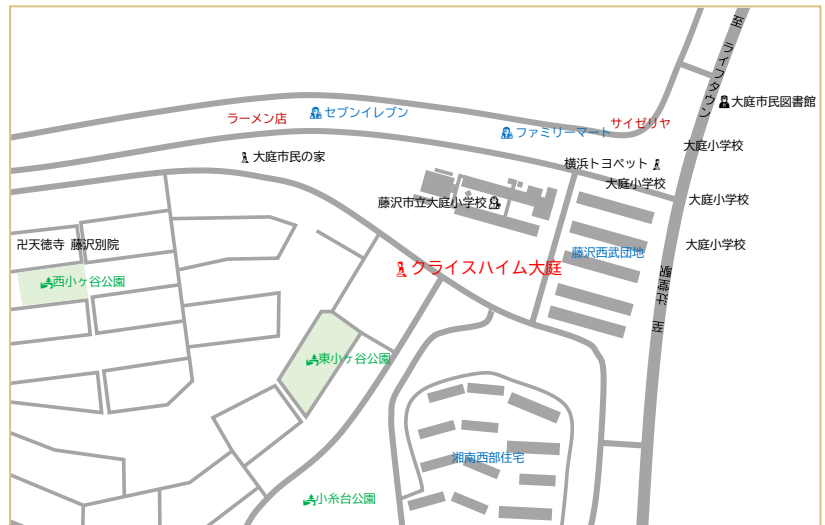 至 ライフタウン
大庭市民図書館
セブンイレブン
ラーメン店
サイゼリヤ
ファミリーマート
大庭小学校
大庭市民の家
横浜トヨペット
大庭小学校
藤沢市立大庭小学校
大庭小学校
卍天徳寺 藤沢別院
大庭小学校
藤沢西武団地
クライスハイム大庭
西小ヶ谷公園
至 辻堂駅
東小ヶ谷公園
湘南西部住宅
小糸台公園